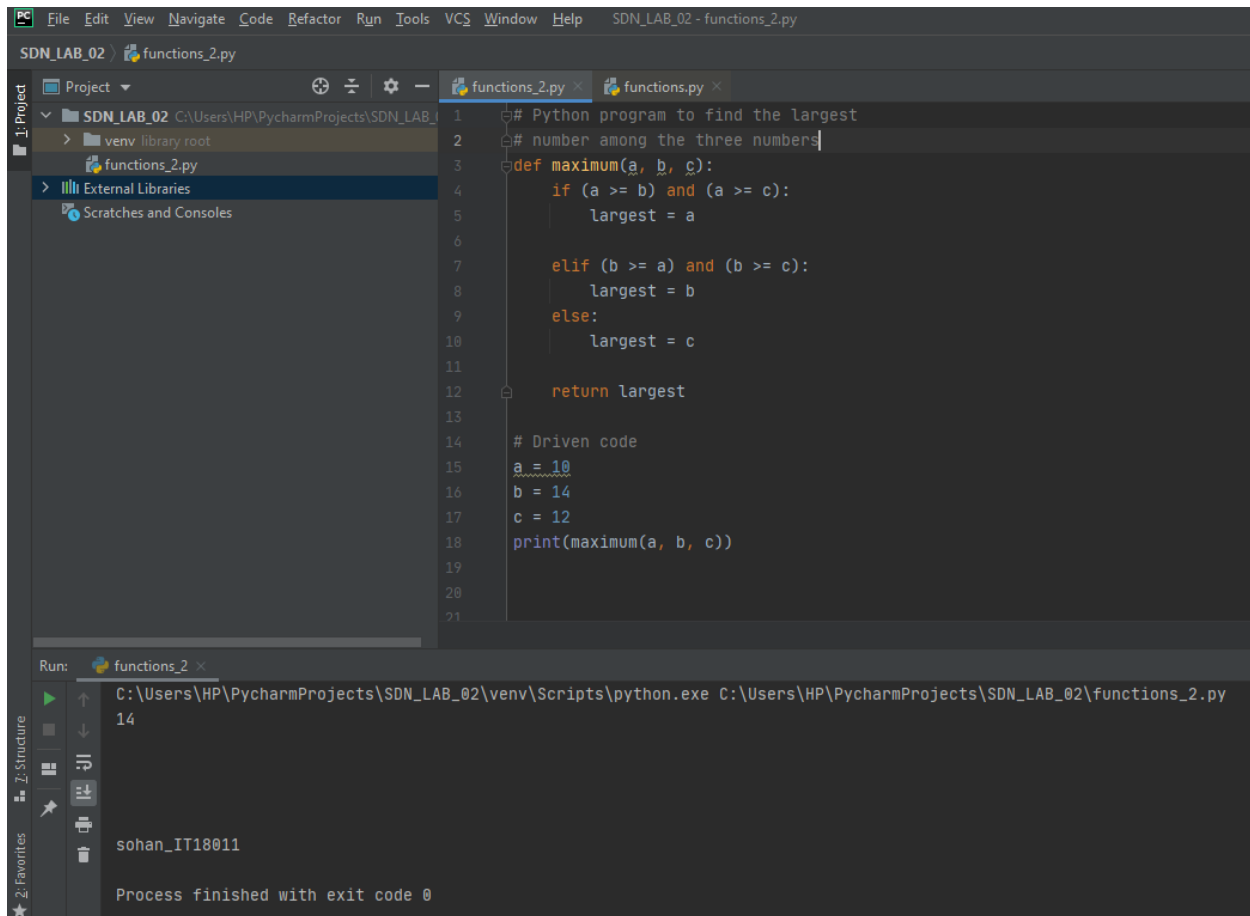 PC File Edit View Navigate Code Refactor Run Tools VCS Window Help SDN_LAB_02 - functions_2.py
SDN_LAB_02 functions_2.py
1: Project
Project
functions_2.py
functions.py
SDN_LAB_02 C:\Users\HP\PycharmProjects\SDN_LAB_
venv library root
functions_2.py
External Libraries
Scratches and Consoles
1 # Python program to find the largest
2 # number among the three numbers
3 def maximum(a, b, c):
4     if (a >= b) and (a >= c):
5         largest = a
6
7     elif (b >= a) and (b >= c):
8         largest = b
9     else:
10         largest = c
11
12     return largest
13
14 # Driven code
15 a = 10
16 b = 14
17 c = 12
18 print(maximum(a, b, c))
19
20
21
Run: functions_2
C:\Users\HP\PycharmProjects\SDN_LAB_02\venv\Scripts\python.exe C:\Users\HP\PycharmProjects\SDN_LAB_02\functions_2.py
14
sohan_IT18011
Process finished with exit code 0
7: Structure
2: Favorites